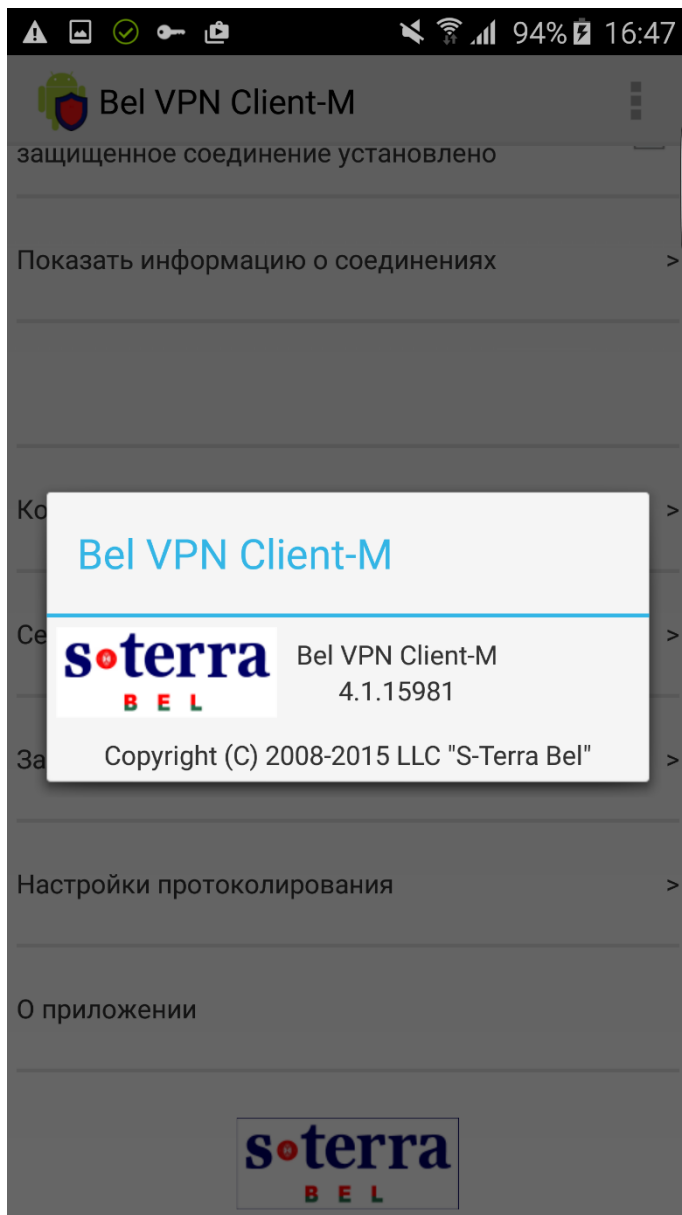 94% 16:47
Bel VPN Client-M
защищенное соединение установлено
Показать информацию о соединениях >
Ко >
Bel VPN Client-M
Се >
s•terra
BEL
Bel VPN Client-M
4.1.15981
За >
Copyright (C) 2008-2015 LLC "S-Terra Bel"
Настройки протоколирования >
О приложении
s•terra
BEL